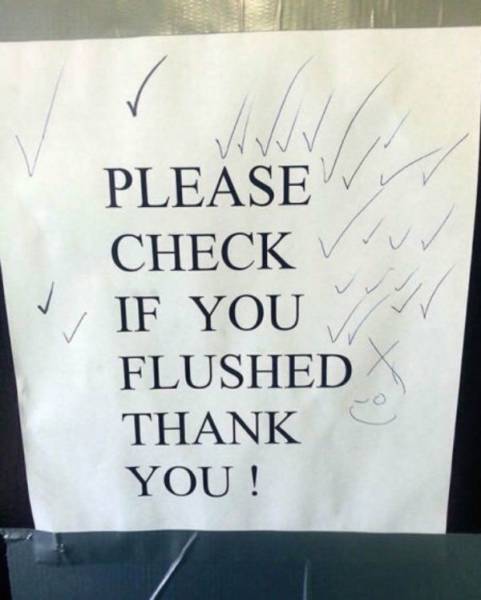 PLEASE
CHECK
IF YOU
FLUSHED
THANK
YOU !